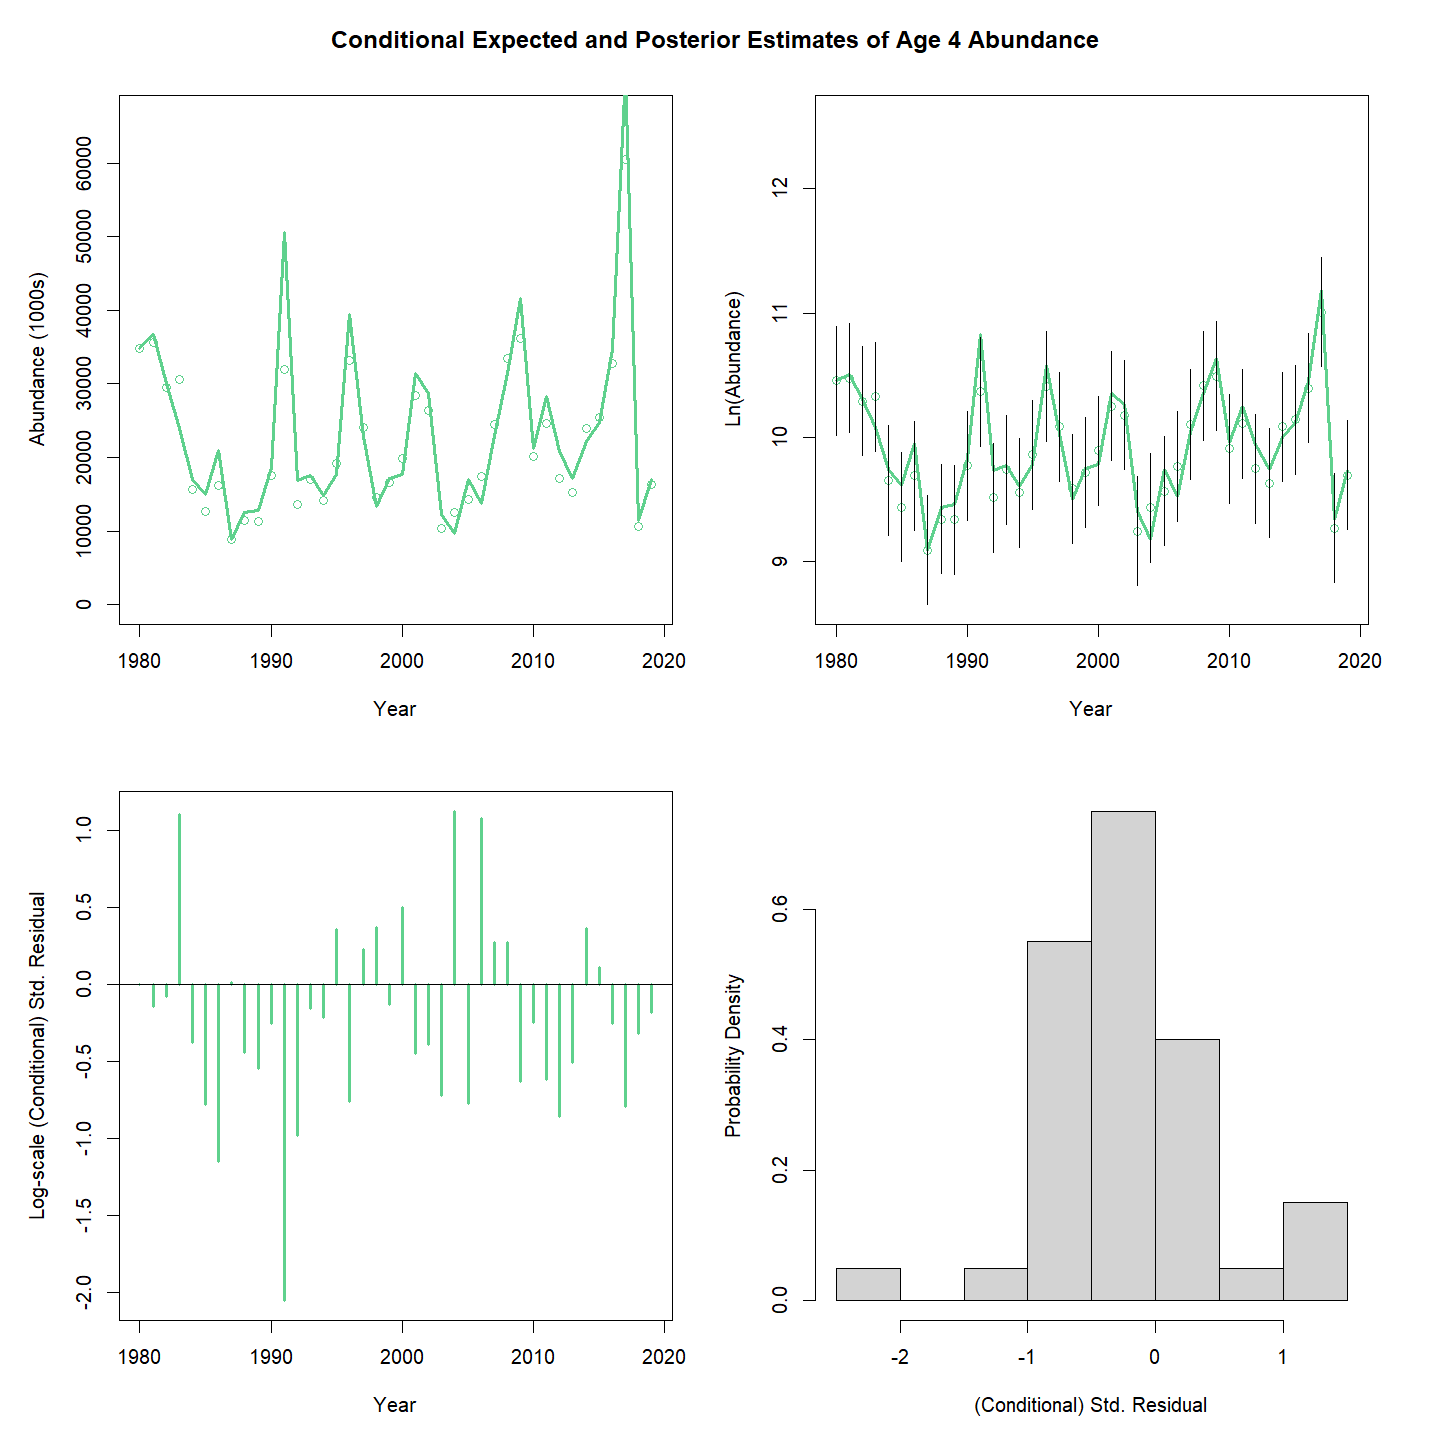 Conditional Expected and Posterior Estimates of Age 4 Abundance
Abundance (1000s)
60000
50000
40000
30000
20000
10000
0
1980 1990 2000 2010 2020
Year
Ln(Abundance)
12
11
10
9
1980 1990 2000 2010 2020
Year
Log-scale (Conditional) Std. Residual
1.0
0.5
0.0
-0.5
-1.0
-1.5
-2.0
1980 1990 2000 2010 2020
Year
Probability Density
0.6
0.4
0.2
0.0
-2 -1 0 1
(Conditional) Std. Residual